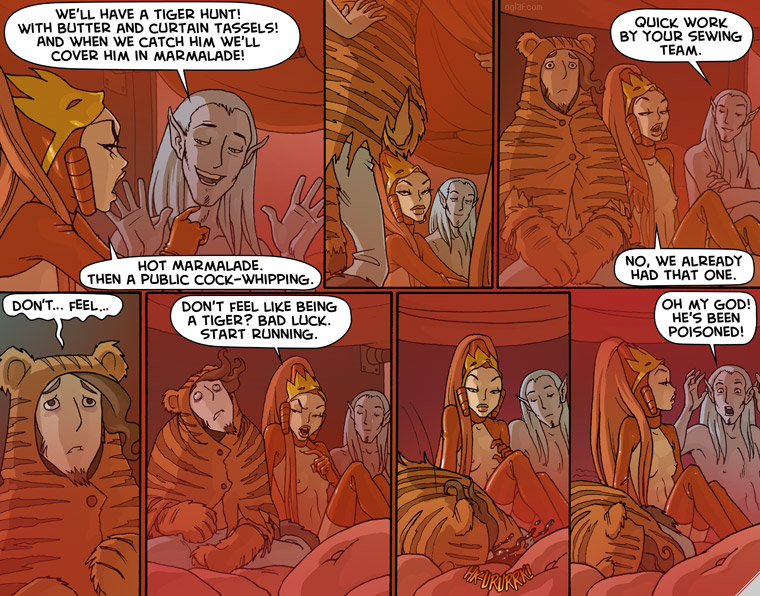 WE'LL HAVE A TIGER HUNT!
WITH BUTTER AND CURTAIN TASSELS!
AND WHEN WE CATCH HIM WE'LL
COVER HIM IN MARMALADE!
HOT MARMALADE.
THEN A PUBLIC COCK-WHIPPING.
oglaf.com
QUICK WORK
BY YOUR SEWING
TEAM.
NO, WE ALREADY
HAD THAT ONE.
DON'T... FEEL...
DON'T FEEL LIKE BEING
A TIGER? BAD LUCK.
START RUNNING.
HK-URURRRK!!
OH MY GOD!
HE'S BEEN
POISONED!